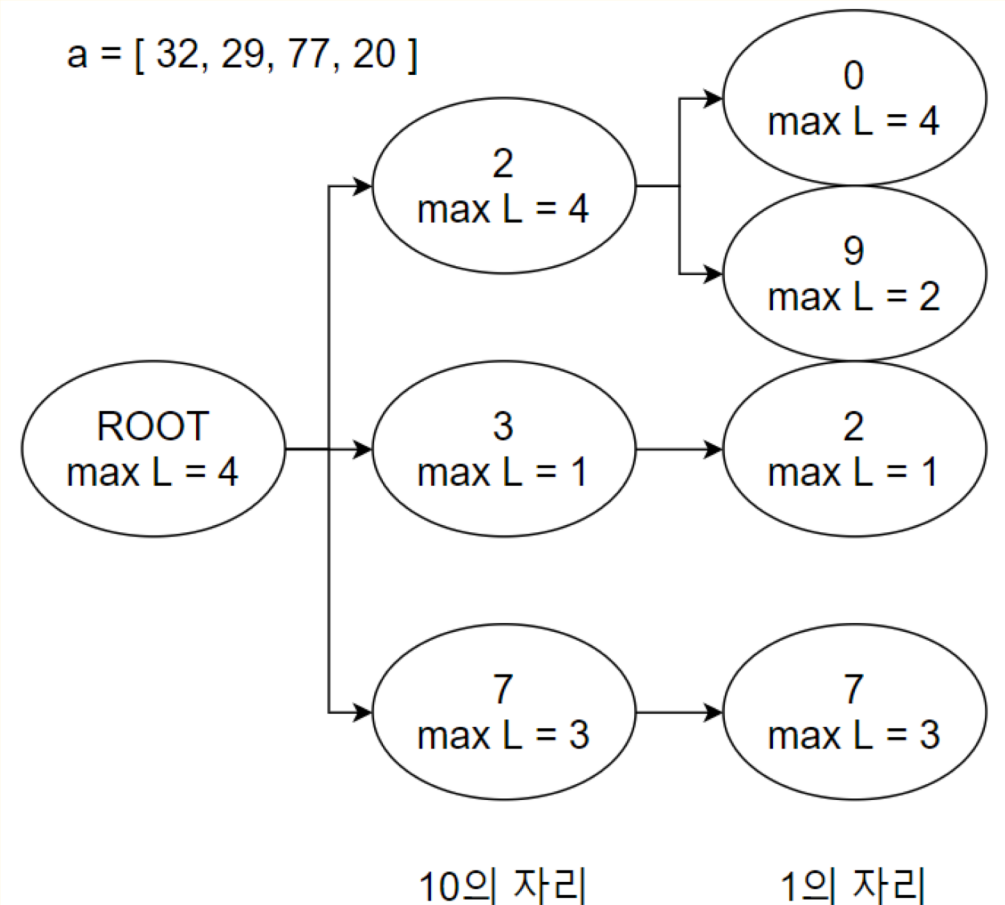 a = [ 32, 29, 77, 20 ]
ROOT
max L = 4
2
max L = 4
0
max L = 4
9
max L = 2
3
max L = 1
2
max L = 1
7
max L = 3
7
max L = 3
10의 자리
1의 자리